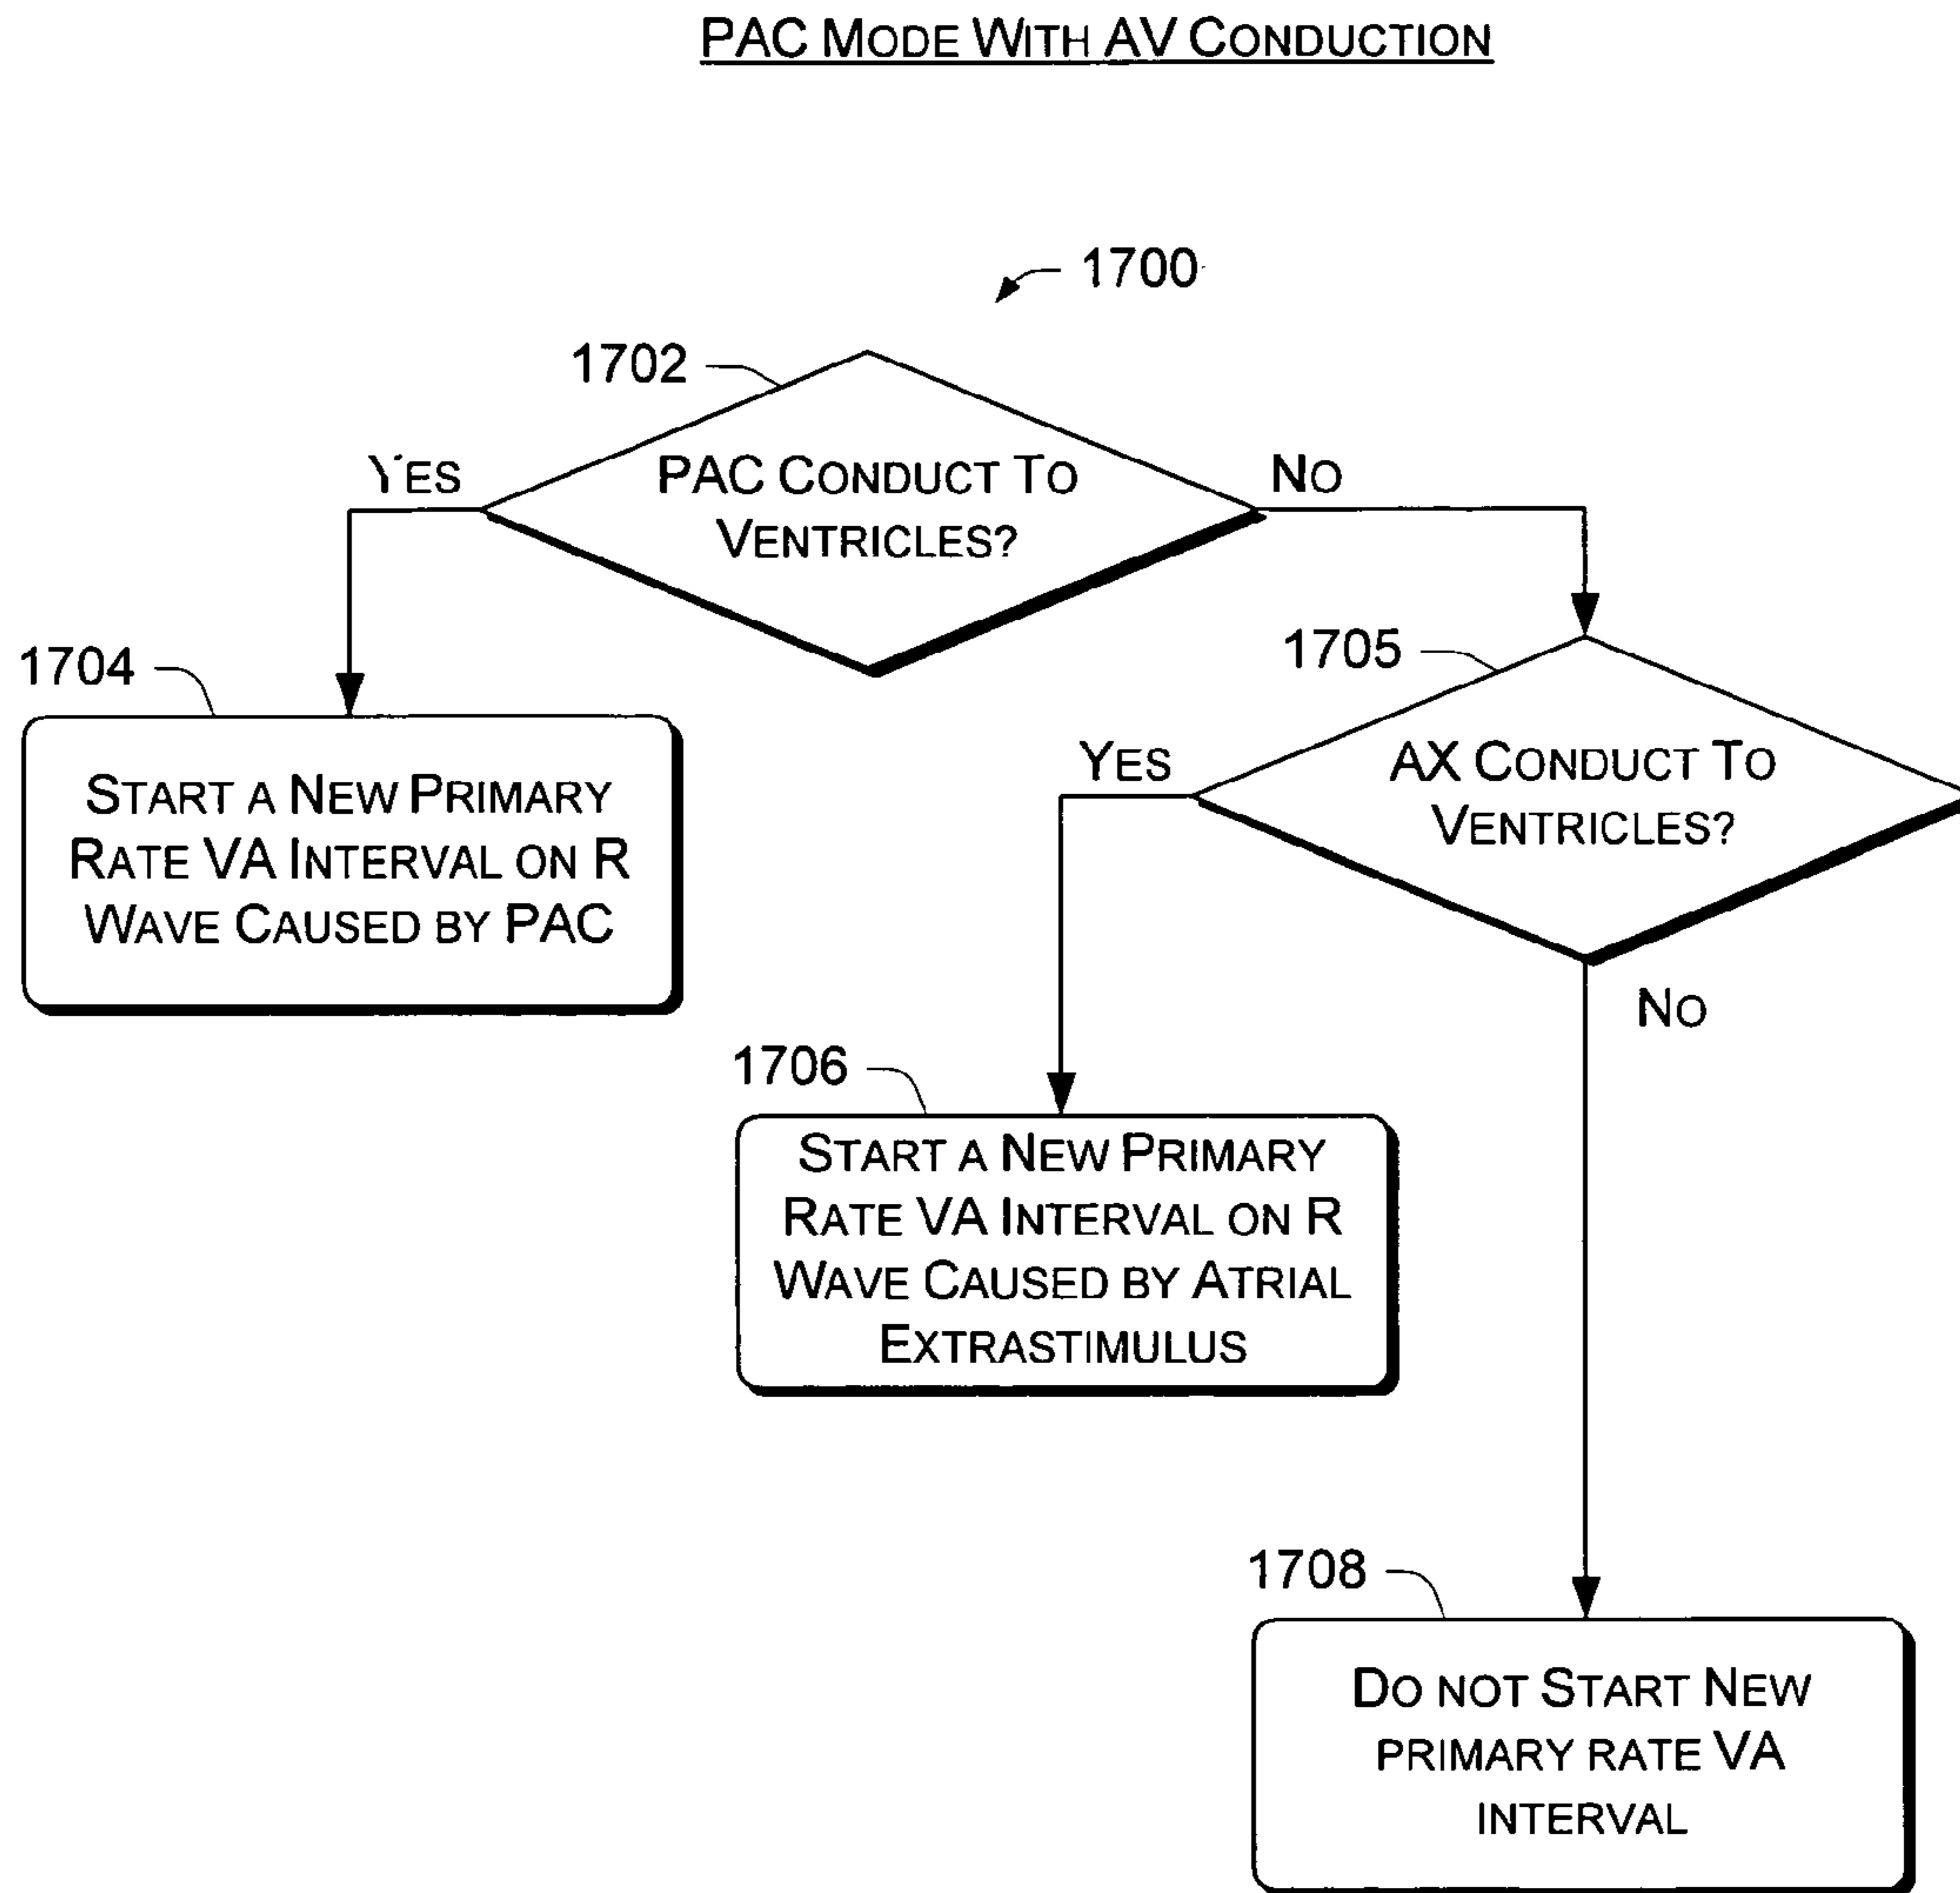 PAC MODE WITH AV CONDUCTION
1700
1702
PAC CONDUCT TO
VENTRICLES?
YES
NO
1704
START A NEW PRIMARY
RATE VA INTERVAL ON R
WAVE CAUSED BY PAC
1705
AX CONDUCT TO
VENTRICLES?
YES
NO
1706
START A NEW PRIMARY
RATE VA INTERVAL ON R
WAVE CAUSED BY ATRIAL
EXTRASTIMULUS
1708
DO NOT START NEW
PRIMARY RATE VA
INTERVAL